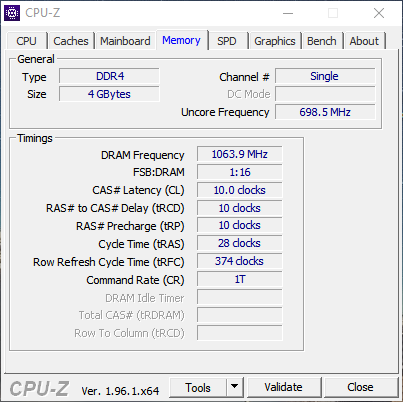 CPU-Z
CPU Caches Mainboard Memory SPD Graphics Bench About
General
Type DDR4 Channel # Single
Size 4 GBytes DC Mode
Uncore Frequency 698.5 MHz
Timings
DRAM Frequency 1063.9 MHz
FSB:DRAM 1:16
CAS# Latency (CL) 10.0 clocks
RAS# to CAS# Delay (tRCD) 10 clocks
RAS# Precharge (tRP) 10 clocks
Cycle Time (tRAS) 28 clocks
Row Refresh Cycle Time (tRFC) 374 clocks
Command Rate (CR) 1T
DRAM Idle Timer
Total CAS# (tRDRAM)
Row To Column (tRCD)
CPU-Z Ver. 1.96.1.x64 Tools Validate Close